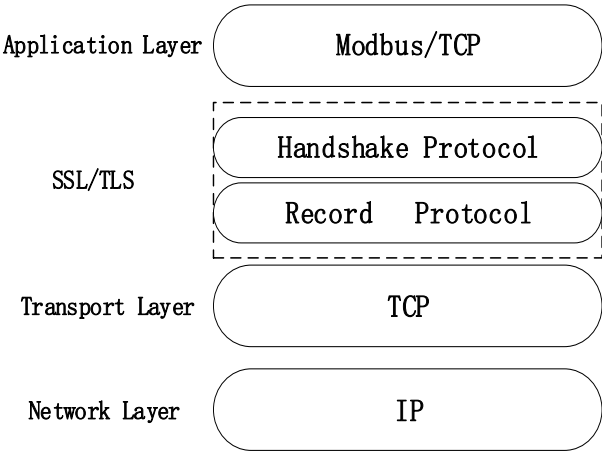 Application Layer
Modbus/TCP
Handshake Protocol
SSL/TLS
Record Protocol
Transport Layer
TCP
Network Layer
IP